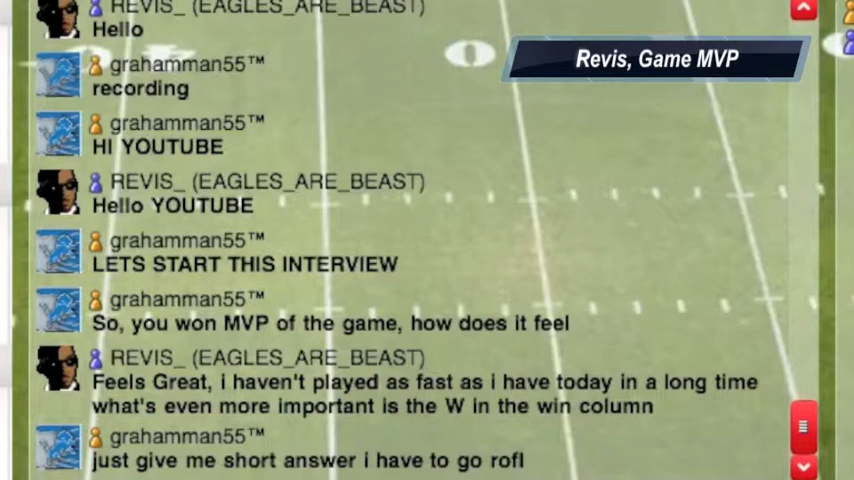 REVIS_ (EAGLES_ARE_BEAST)
Hello
grahamman55™
recording
grahamman55™
HI YOUTUBE
REVIS_ (EAGLES_ARE_BEAST)
Hello YOUTUBE
grahamman55™
LETS START THIS INTERVIEW
grahamman55™
So, you won MVP of the game, how does it feel
REVIS_ (EAGLES_ARE_BEAST)
Feels Great, i haven't played as fast as i have today in a long time
what's even more important is the W in the win column
grahamman55™
just give me short answer i have to go rofl
Revis, Game MVP